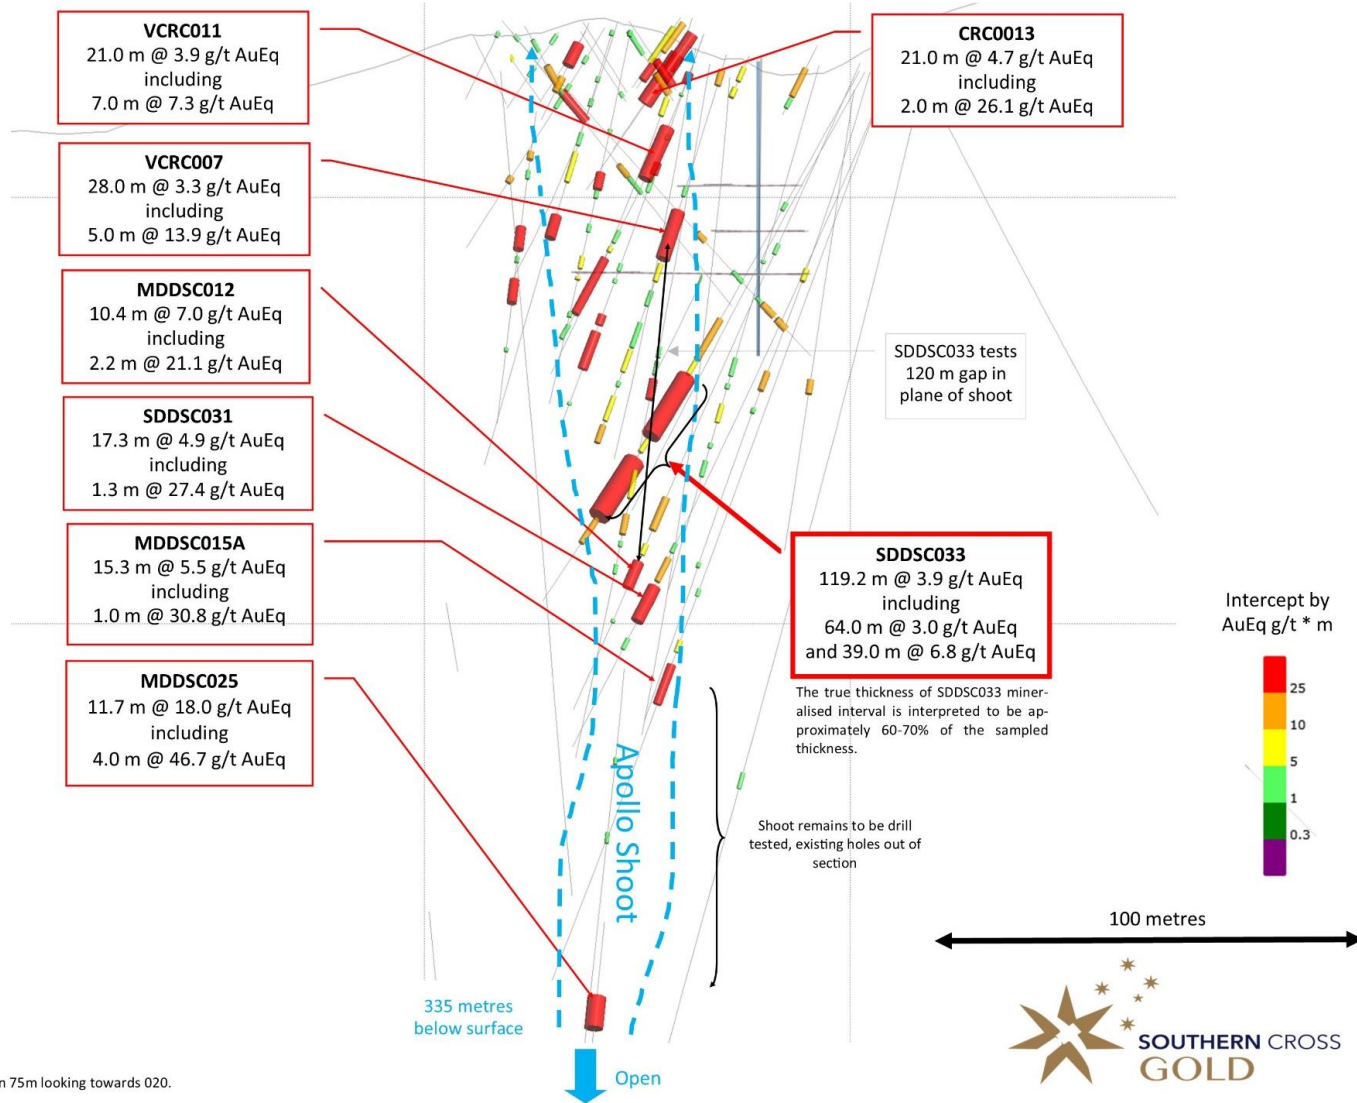 VCRC011
21.0 m @ 3.9 g/t AuEq
including
7.0 m @ 7.3 g/t AuEq
CRC0013
21.0 m @ 4.7 g/t AuEq
including
2.0 m @ 26.1 g/t AuEq
VCRC007
28.0 m @ 3.3 g/t AuEq
including
5.0 m @ 13.9 g/t AuEq
MDDSC012
10.4 m @ 7.0 g/t AuEq
including
2.2 m @ 21.1 g/t AuEq
SDDSC033 tests
120 m gap in
plane of shoot
SDDSC031
17.3 m @ 4.9 g/t AuEq
including
1.3 m @ 27.4 g/t AuEq
MDDSC015A
15.3 m @ 5.5 g/t AuEq
including
1.0 m @ 30.8 g/t AuEq
SDDSC033
119.2 m @ 3.9 g/t AuEq
including
64.0 m @ 3.0 g/t AuEq
and 39.0 m @ 6.8 g/t AuEq
The true thickness of SDDSC033 miner-
alised interval is interpreted to be ap-
proximately 60-70% of the sampled
thickness.
Intercept by
AuEq g/t * m
25
10
5
1
0.3
MDDSC025
11.7 m @ 18.0 g/t AuEq
including
4.0 m @ 46.7 g/t AuEq
Apollo Shoot
Shoot remains to be drill
tested, existing holes out of
section
100 metres
335 metres
below surface
Open
SOUTHERN CROSS
GOLD
75m looking towards 020.